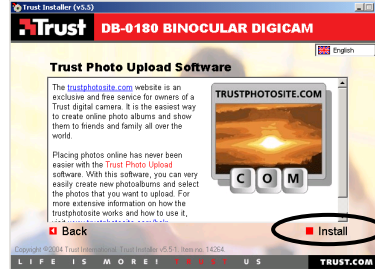 Trust Installer (v5.5)
Trust DB-0180 BINOCULAR DIGICAM
English
Trust Photo Upload Software
The trustphotosite.com website is an
exclusive and free service for owners of a
Trust digital camera. It is the easiest way
to create online photo albums and show
them to friends and family all over the
world.
Placing photos online has never been
easier with the Trust Photo Upload
software. With this software, you can very
easily create new photoalbums and select
the photos that you want to upload. For
more extensive information on how the
trustphotosite works and how to use it,
TRUSTPHOTOSITE.COM
C O M
Back
Install
Copyright ©2004 Trust International. Trust Installer v5.5-1. Item no. 14264.
LIFE IS MORE! TRUST US
TRUST.COM